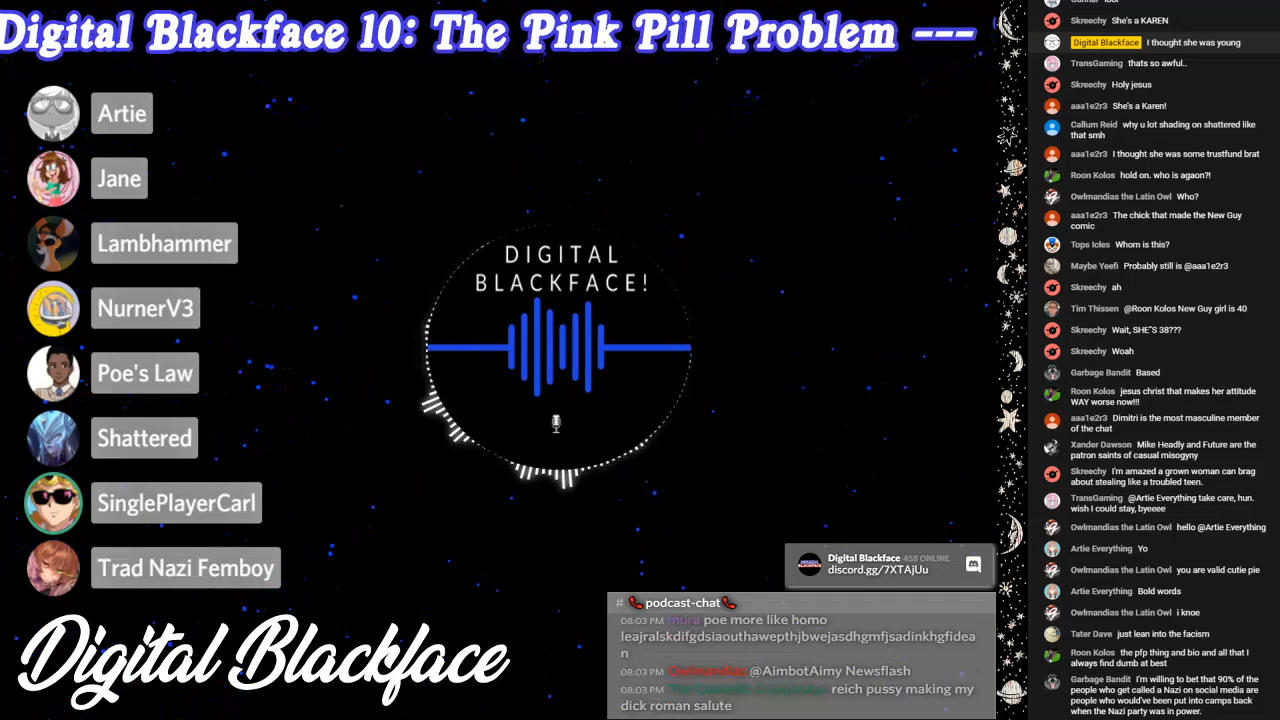 Digital Blackface 10: The Pink Pill Problem ---
Artie
Jane
Lambhammer
NurnerV3
Poe's Law
Shattered
SinglePlayerCarl
Trad Nazi Femboy
Digital Blackface
DIGITAL
BLACKFACE!
Digital Blackface 458 ONLINE
discord.gg/7XTAjUu
# podcast-chat
08:03 PM mura poe more like homo
leajralskdifgdsiaouthawepthjbwejasdhgmfjsadinkhgfidea
n
08:03 PM @AimbotAimy Newsflash
08:03 PM reich pussy making my
dick roman salute
Skreechy She's a KAREN
Digital Blackface I thought she was young
TransGaming thats so awful..
Skreechy Holy jesus
aaa1e2r3 She's a Karen!
Callum Reid why u lot shading on shattered like
that smh
aaa1e2r3 I thought she was some trustfund brat
Roon Kolos hold on. who is agaon?!
Owlmandias the Latin Owl Who?
aaa1e2r3 The chick that made the New Guy
comic
Tops Icles Whom is this?
Maybe Yeefi Probably still is @aaa1e2r3
Skreechy ah
Tim Thissen @Roon Kolos New Guy girl is 40
Skreechy Wait, SHE"S 38???
Skreechy Woah
Garbage Bandit Based
Roon Kolos jesus christ that makes her attitude
WAY worse now!!!
aaa1e2r3 Dimitri is the most masculine member
of the chat
Xander Dawson Mike Headly and Future are the
patron saints of casual misogyny
Skreechy I'm amazed a grown woman can brag
about stealing like a troubled teen.
TransGaming @Artie Everything take care, hun.
wish I could stay, byeeee
Owlmandias the Latin Owl hello @Artie Everything
Artie Everything Yo
Owlmandias the Latin Owl you are valid cutie pie
Artie Everything Bold words
Owlmandias the Latin Owl i knoe
Tater Dave just lean into the facism
Roon Kolos the pfp thing and bio and all that I
always find dumb at best
Garbage Bandit I'm willing to bet that 90% of the
people who get called a Nazi on social media are
people who would've been put into camps back
when the Nazi party was in power.